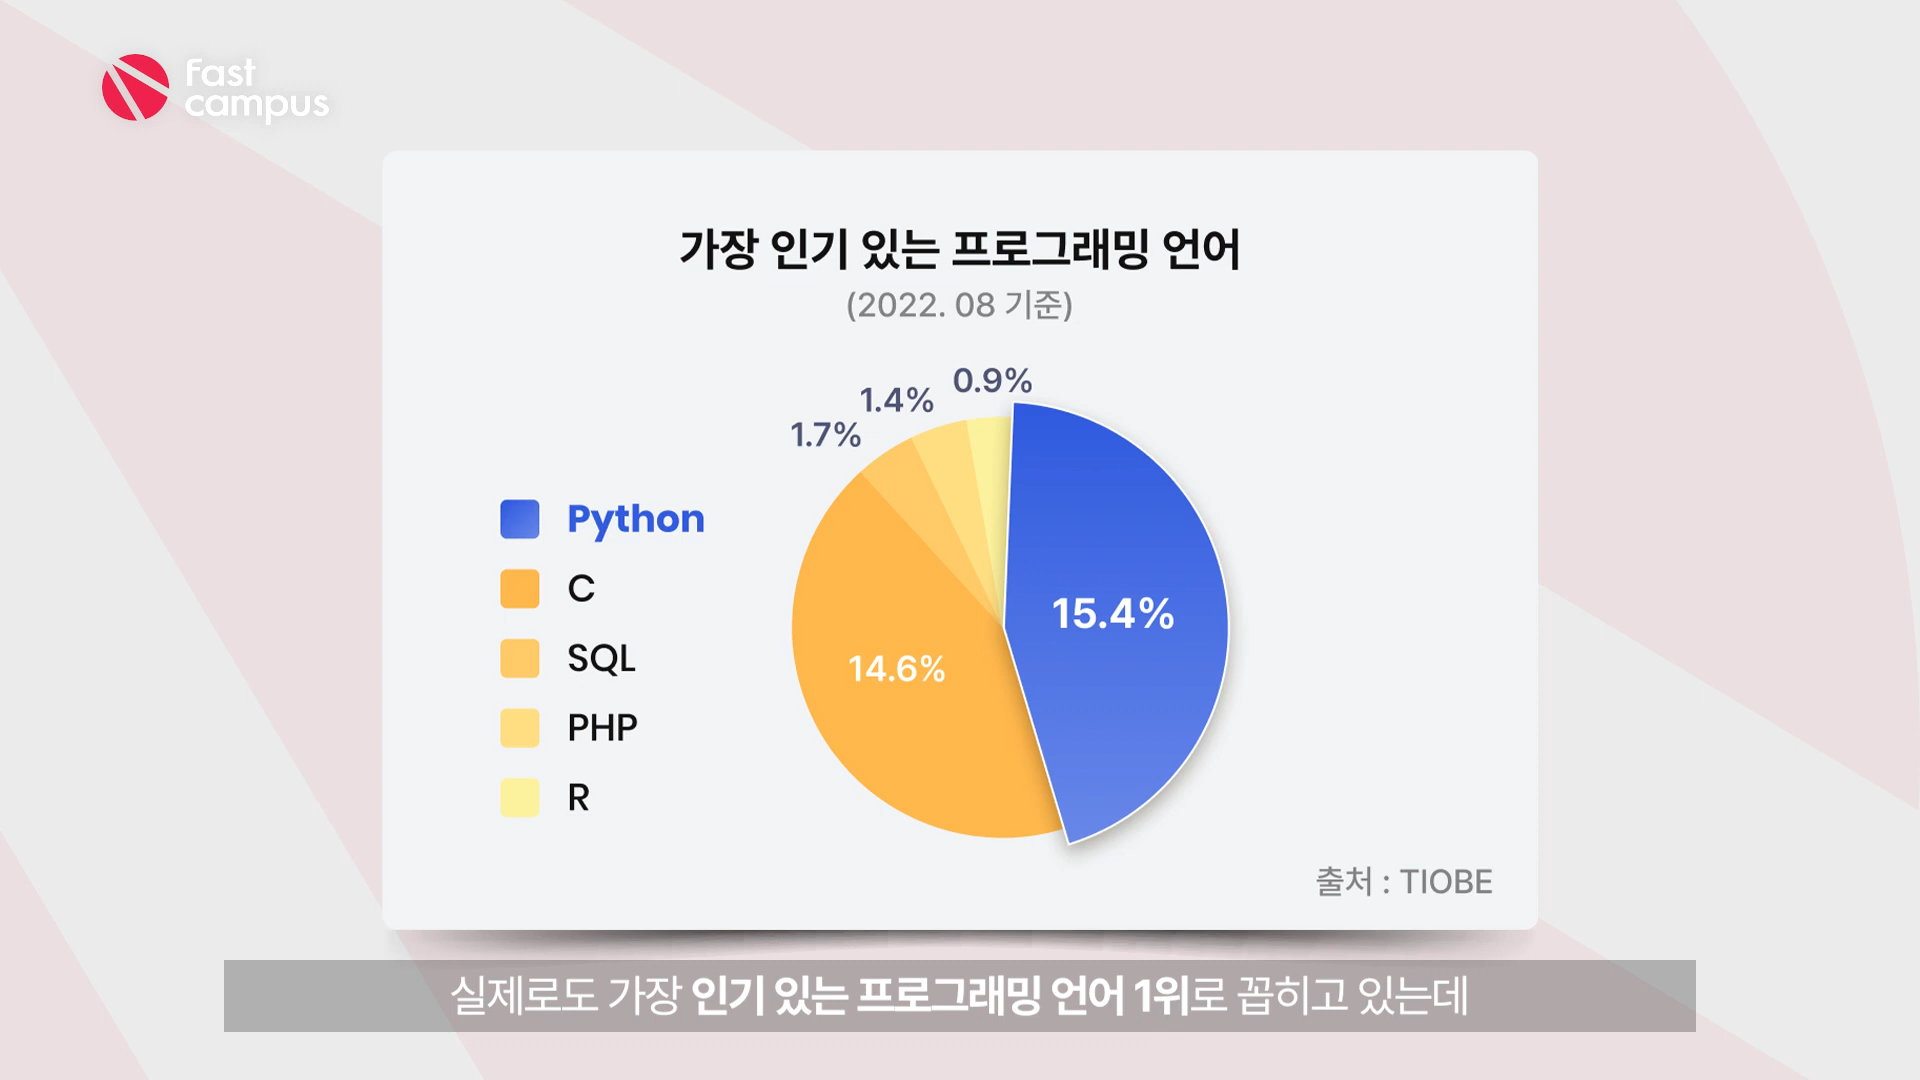 fast
campus
가장 인기 있는 프로그래밍 언어
(2022. 08 기준)
0.9%
1.4%
1.7%
Python
C
SQL
PHP
R
15.4%
14.6%
출처 : TIOBE
실제로도 가장 인기 있는 프로그래밍 언어 1위로 꼽히고 있는데